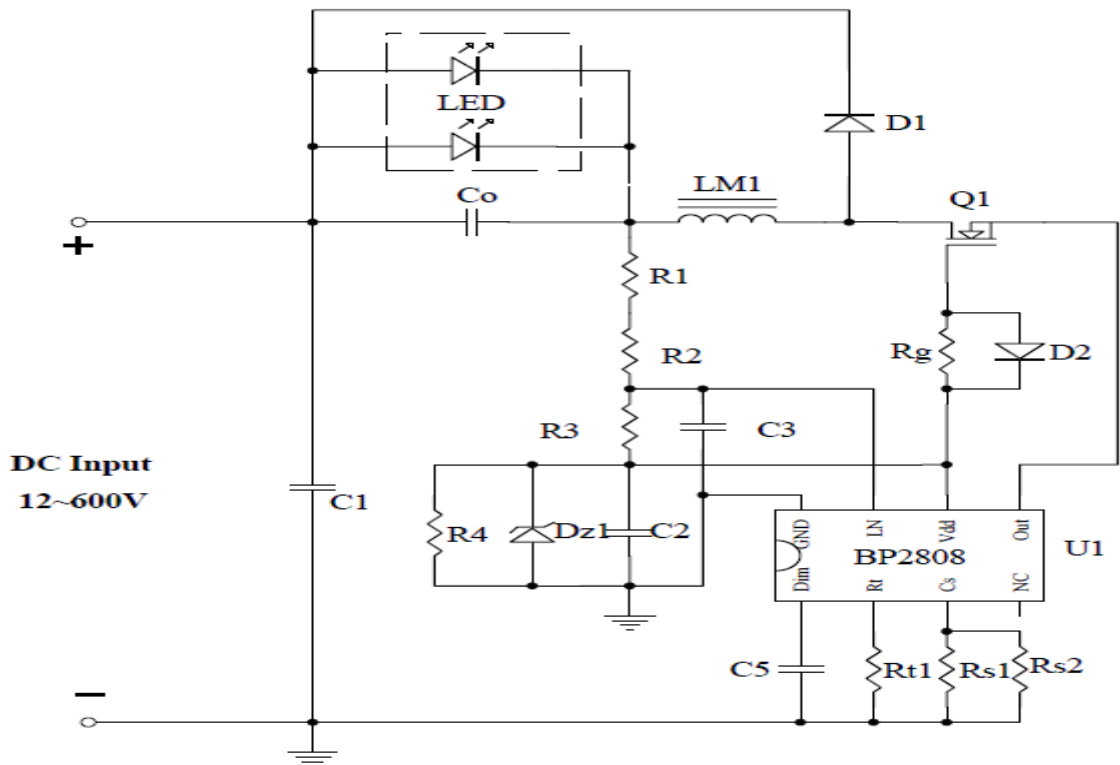 LED
D1
Co
LM1
Q1
+
R1
R2
Rg
D2
R3
C3
DC Input
12~600V
C1
R4
Dz1
C2
GND
LN
Vdd
Out
BP2808
U1
Dim
Rt
Cs
NC
C5
Rt1
Rs1
Rs2
−